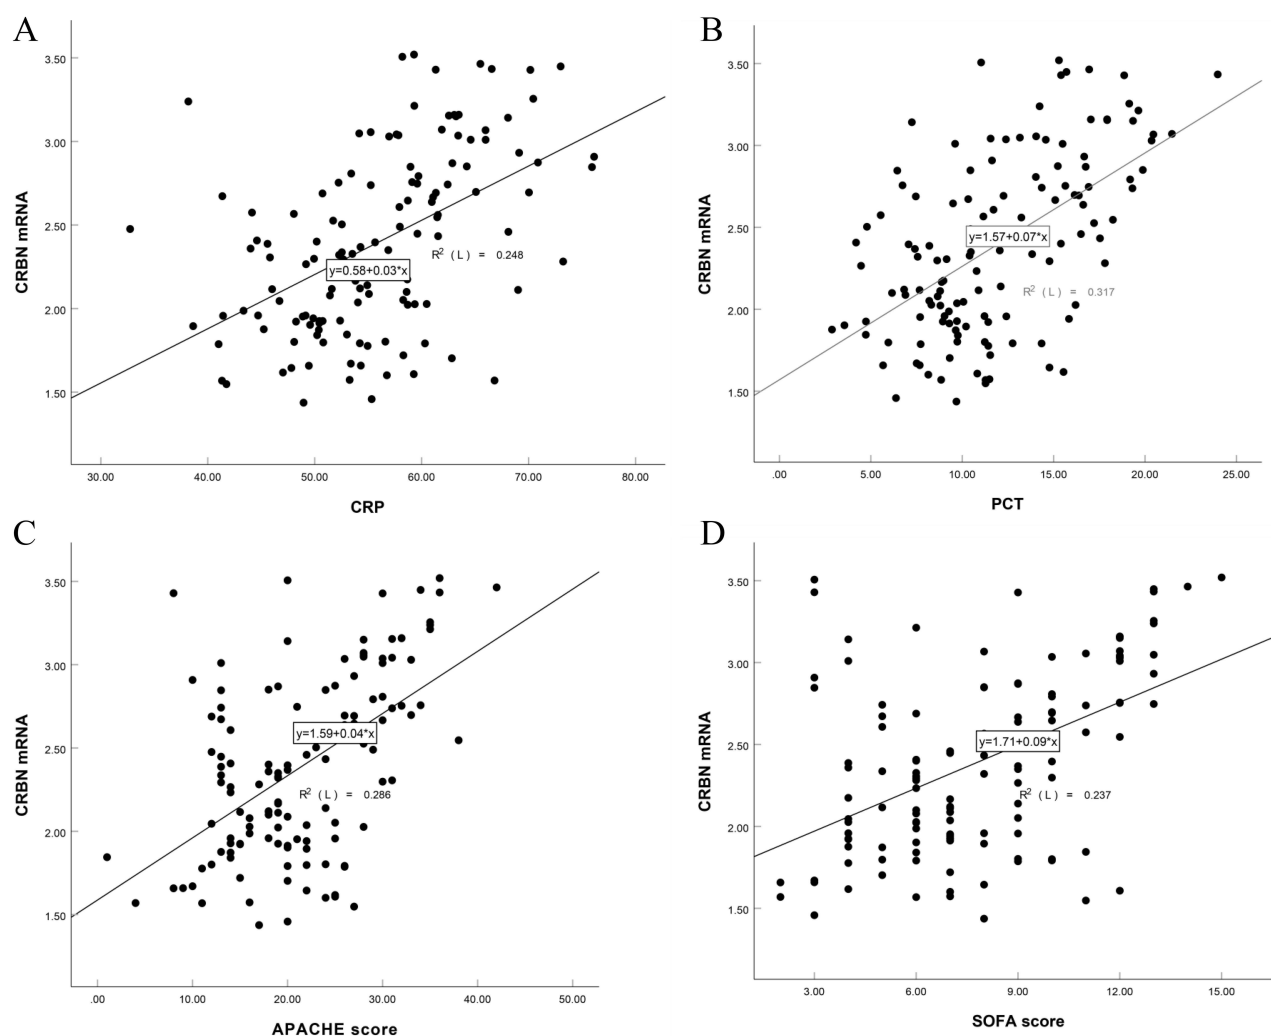 A
3.50
3.00
2.50
2.00
1.50
CRBN mRNA
y=0.58+0.03*x
R² (L) = 0.248
30.00 40.00 50.00 60.00 70.00 80.00
CRP
B
3.50
3.00
2.50
2.00
1.50
CRBN mRNA
y=1.57+0.07*x
R² (L) = 0.317
.00 5.00 10.00 15.00 20.00 25.00
PCT
C
3.50
3.00
2.50
2.00
1.50
CRBN mRNA
y=1.59+0.04*x
R² (L) = 0.286
.00 10.00 20.00 30.00 40.00 50.00
APACHE score
D
3.50
3.00
2.50
2.00
1.50
CRBN mRNA
y=1.71+0.09*x
R² (L) = 0.237
3.00 6.00 9.00 12.00 15.00
SOFA score